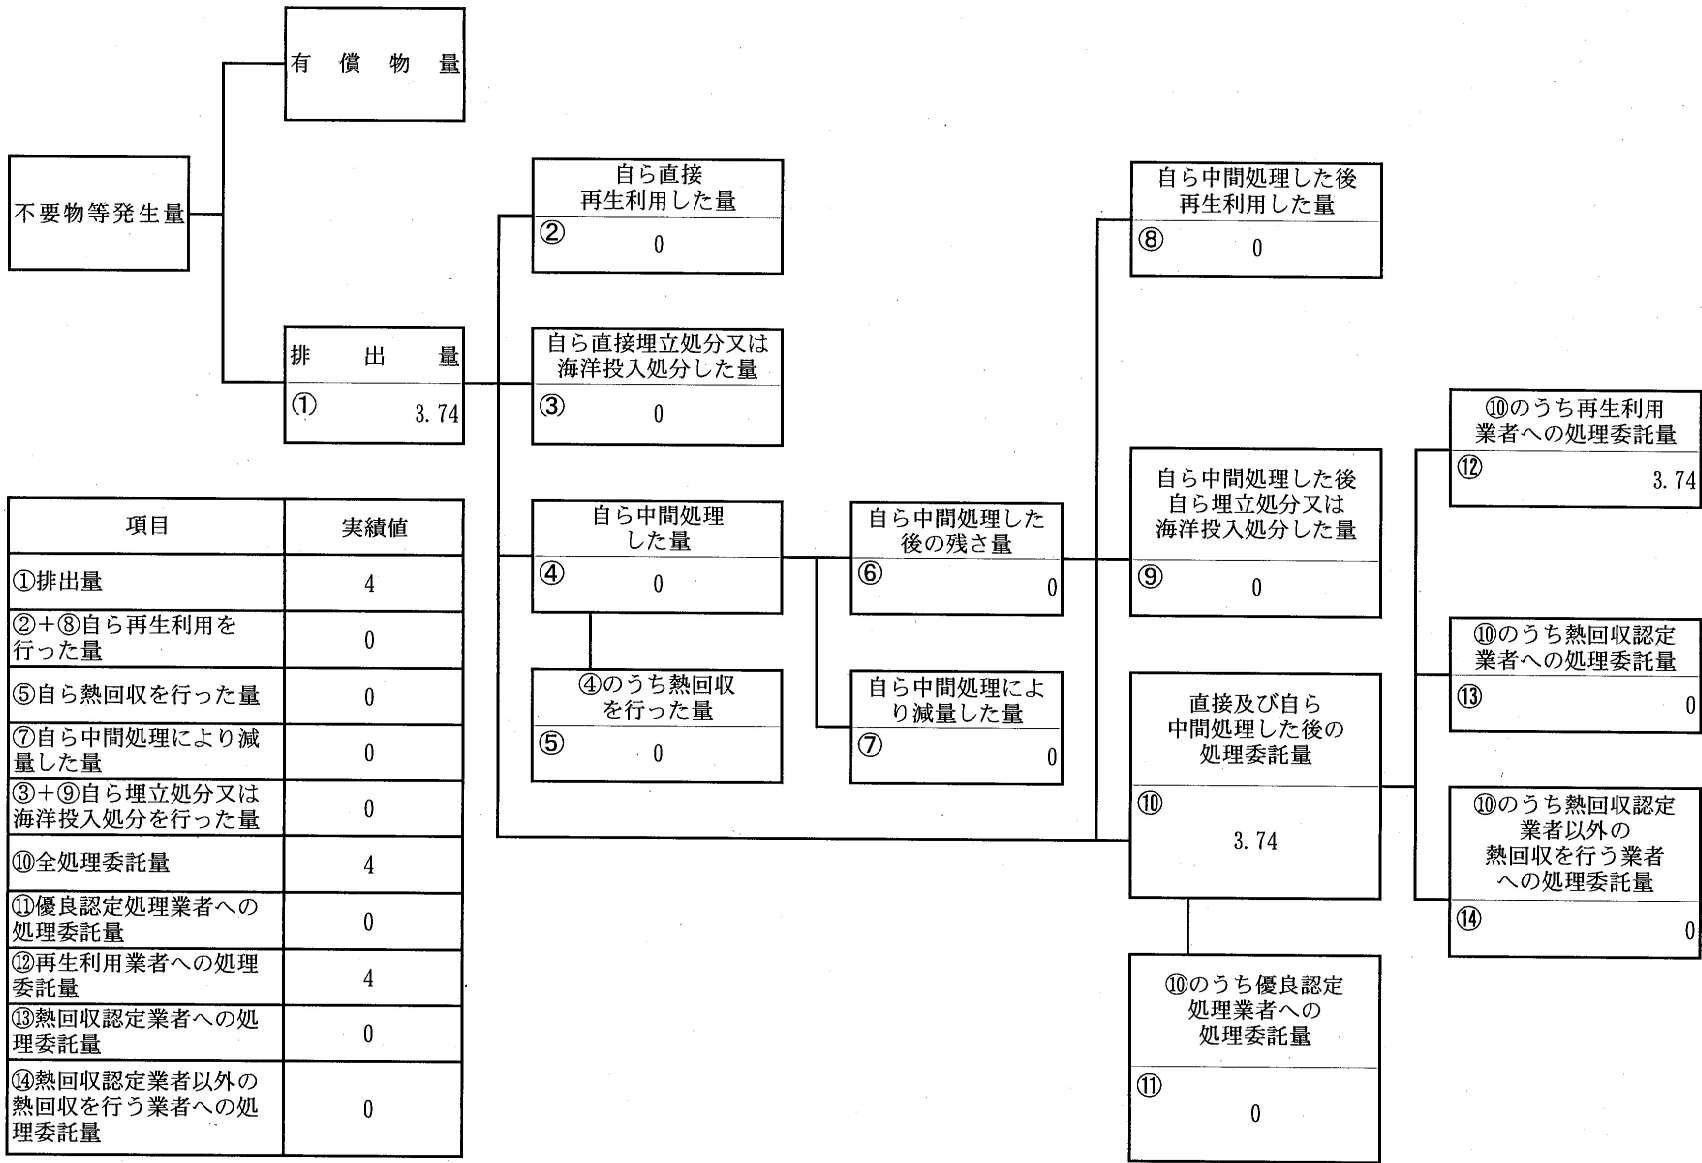 有償物量
不要物等発生量
排出量
① 3.74
自ら直接
再生利用した量
② 0
自ら直接埋立処分又は
海洋投入処分した量
③ 0
自ら中間処理
した量
④ 0
④のうち熱回収
を行った量
⑤ 0
自ら中間処理した
後の残さ量
⑥ 0
自ら中間処理によ
り減量した量
⑦ 0
自ら中間処理した後
再生利用した量
⑧ 0
自ら中間処理した後
自ら埋立処分又は
海洋投入処分した量
⑨ 0
直接及び自ら
中間処理した後の
処理委託量
⑩
3.74
⑩のうち優良認定
処理業者への
処理委託量
⑪
0
⑩のうち再生利用
業者への処理委託量
⑫ 3.74
⑩のうち熱回収認定
業者への処理委託量
⑬ 0
⑩のうち熱回収認定
業者以外の
熱回収を行う業者
への処理委託量
⑭ 0
項目 実績値
①排出量 4
②+⑧自ら再生利用を
行った量 0
⑤自ら熱回収を行った量 0
⑦自ら中間処理により減
量した量 0
③+⑨自ら埋立処分又は
海洋投入処分を行った量 0
⑩全処理委託量 4
⑪優良認定処理業者への
処理委託量 0
⑫再生利用業者への処理
委託量 4
⑬熱回収認定業者への処
理委託量 0
⑭熱回収認定業者以外の
熱回収を行う業者への処
理委託量 0